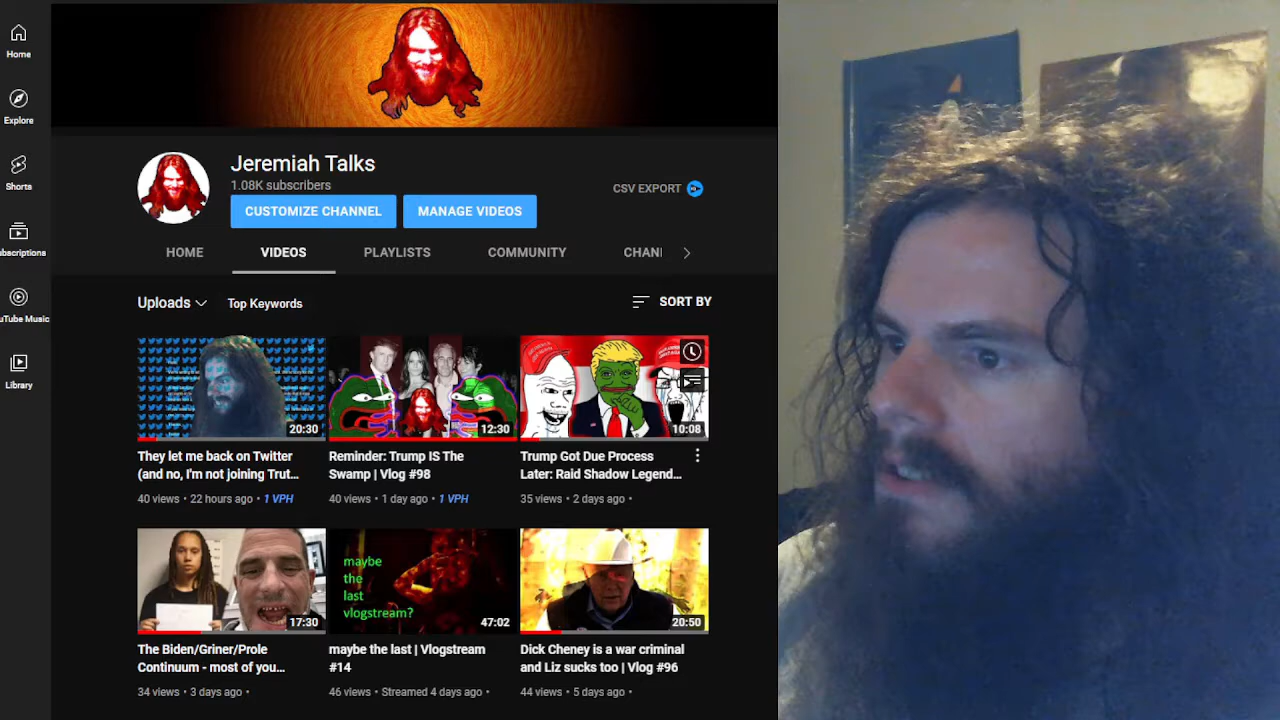 Home
Explore
Shorts
ubscriptions
uTube Music
Library
Jeremiah Talks
1.08K subscribers
CSV EXPORT
CUSTOMIZE CHANNEL
MANAGE VIDEOS
HOME
VIDEOS
PLAYLISTS
COMMUNITY
CHANI
Uploads
Top Keywords
SORT BY
20:30
12:30
10:08
They let me back on Twitter
(and no, I'm not joining Trut...
40 views • 22 hours ago • 1 VPH
Reminder: Trump IS The
Swamp | Vlog #98
40 views • 1 day ago • 1 VPH
Trump Got Due Process
Later: Raid Shadow Legend...
35 views • 2 days ago •
17:30
maybe
the
last
vlogstream?
47:02
20:50
The Biden/Griner/Prole
Continuum - most of you...
34 views • 3 days ago •
maybe the last | Vlogstream
#14
46 views • Streamed 4 days ago •
Dick Cheney is a war criminal
and Liz sucks too | Vlog #96
44 views • 5 days ago •